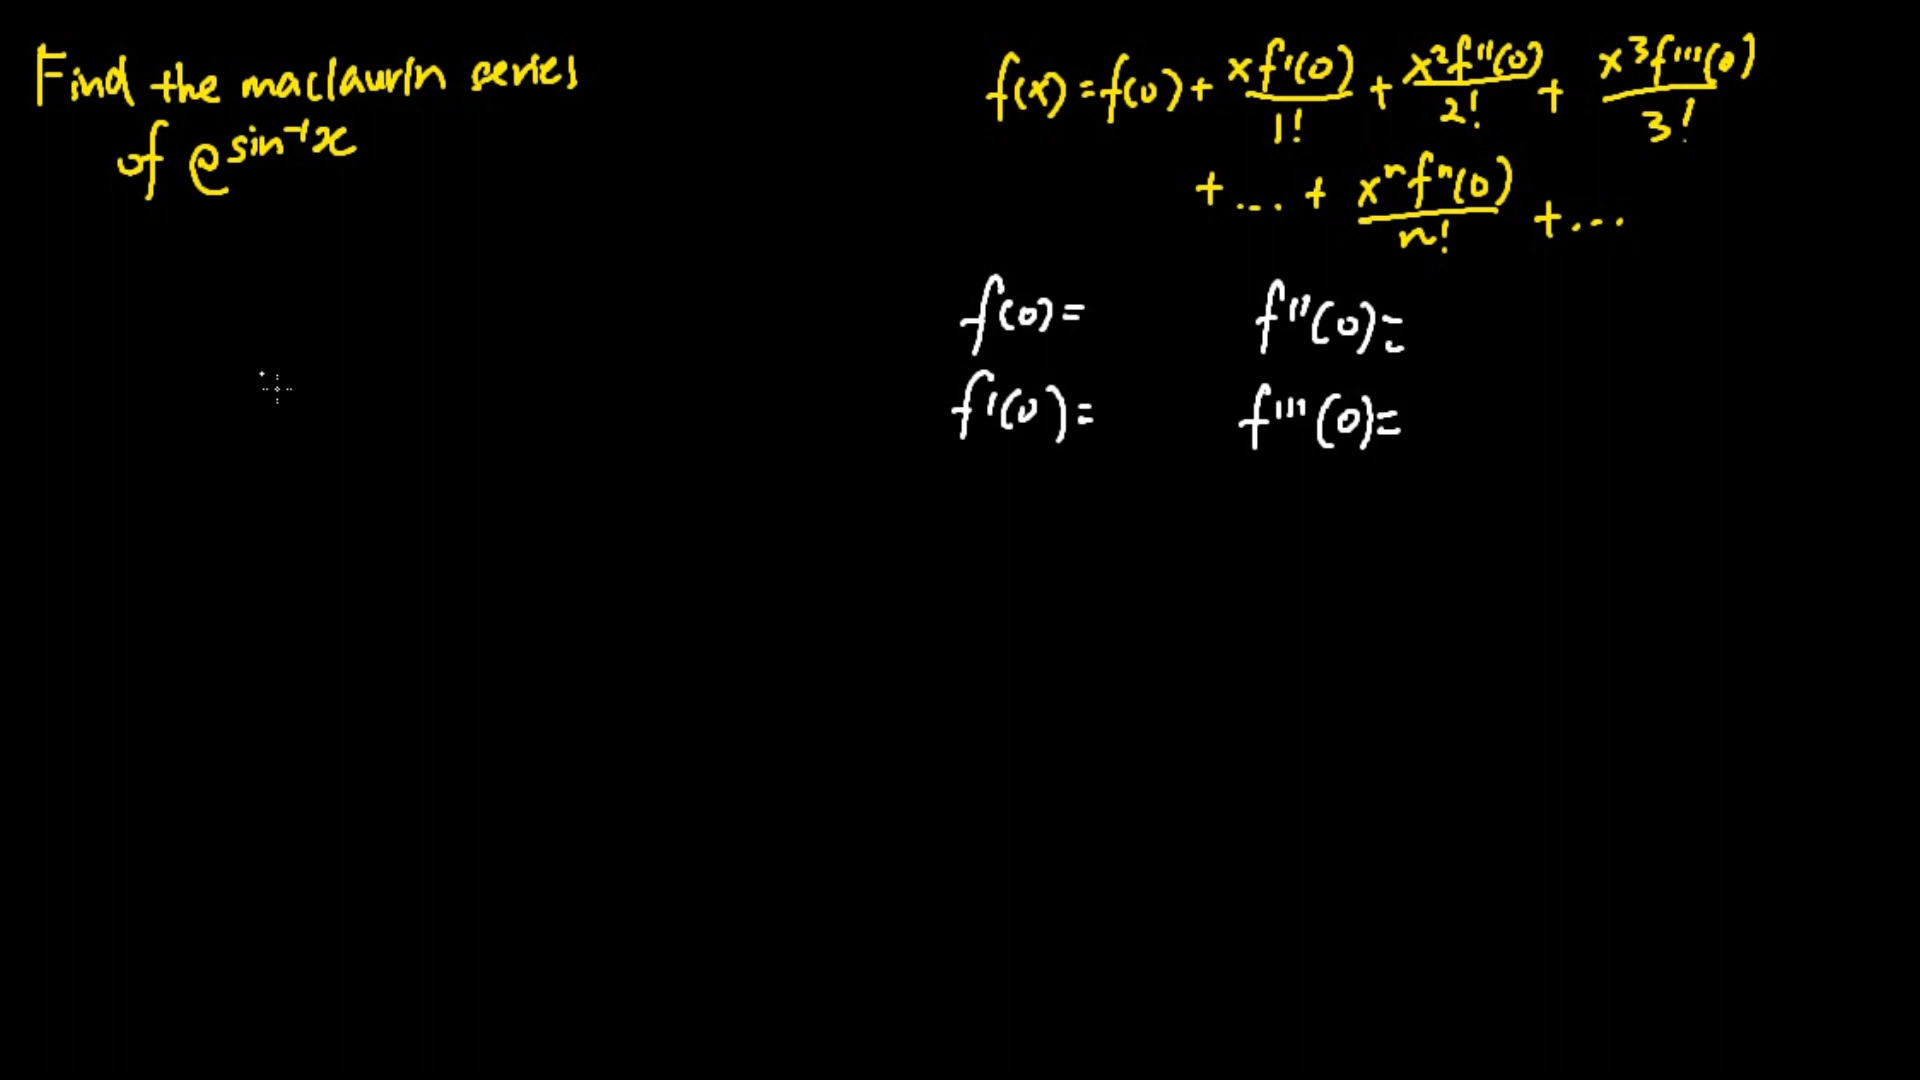 Find the maclaurin series
of e^sin⁻¹x
f(x) = f(0) + xf'(0)/1! + x²f''(0)/2! + x³f'''(0)/3!
+ ... + xⁿfⁿ(0)/n! + ...
f(0)= f''(0)=
f'(0)= f'''(0)=